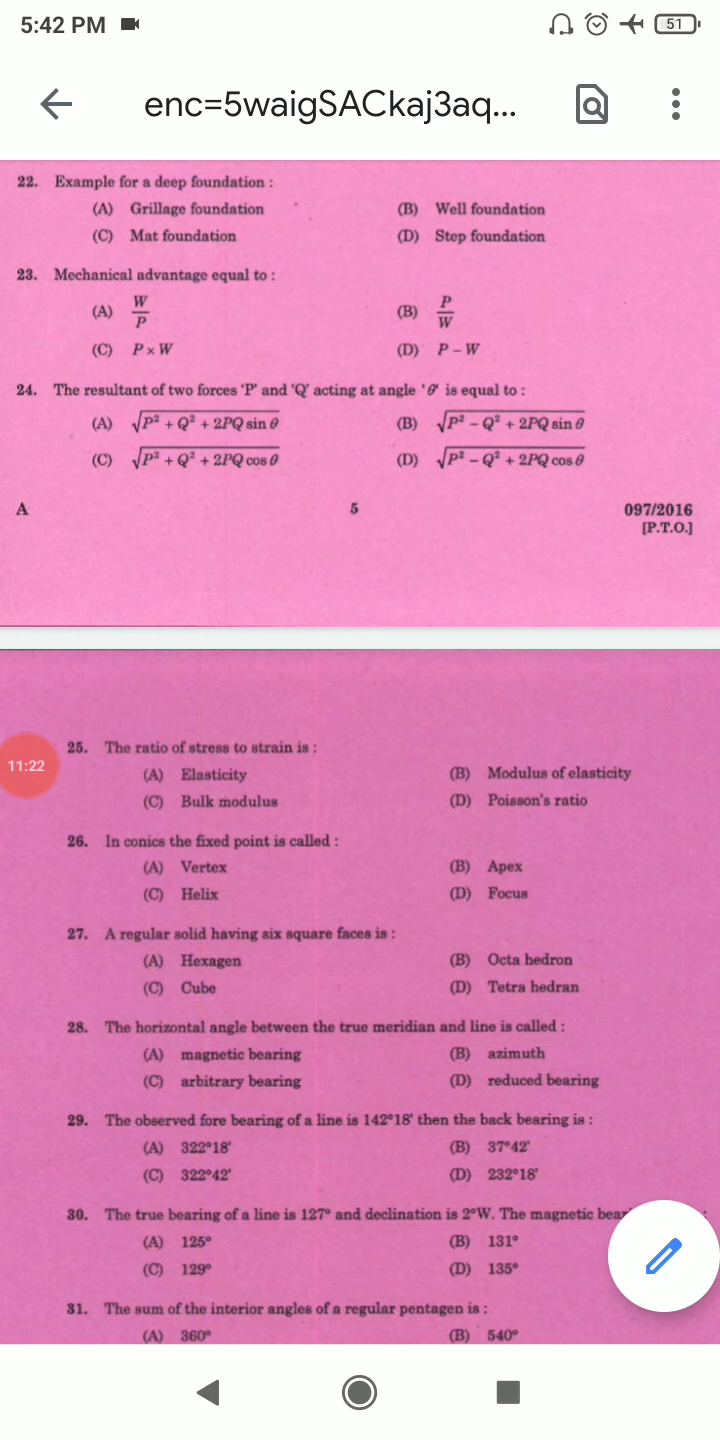 5:42 PM
51
enc=5waigSACkaj3aq...
22. Example for a deep foundation :
(A) Grillage foundation (B) Well foundation
(C) Mat foundation (D) Step foundation
23. Mechanical advantage equal to :
(A) W/P (B) P/W
(C) P × W (D) P – W
24. The resultant of two forces 'P' and 'Q' acting at angle 'θ' is equal to :
(A) √(P² + Q² + 2PQ sin θ) (B) √(P² – Q² + 2PQ sin θ)
(C) √(P² + Q² + 2PQ cos θ) (D) √(P² – Q² + 2PQ cos θ)
A 5 097/2016
[P.T.O.]
25. The ratio of stress to strain is :
11:22
(A) Elasticity (B) Modulus of elasticity
(C) Bulk modulus (D) Poisson's ratio
26. In conics the fixed point is called :
(A) Vertex (B) Apex
(C) Helix (D) Focus
27. A regular solid having six square faces is :
(A) Hexagen (B) Octa hedron
(C) Cube (D) Tetra hedran
28. The horizontal angle between the true meridian and line is called :
(A) magnetic bearing (B) azimuth
(C) arbitrary bearing (D) reduced bearing
29. The observed fore bearing of a line is 142°18' then the back bearing is :
(A) 322°18' (B) 37°42'
(C) 322°42' (D) 232°18'
30. The true bearing of a line is 127° and declination is 2°W. The magnetic :
(A) 125° (B) 131°
(C) 129° (D) 135°
31. The sum of the interior angles of a regular pentagen is :
(A) 360° (B) 540°